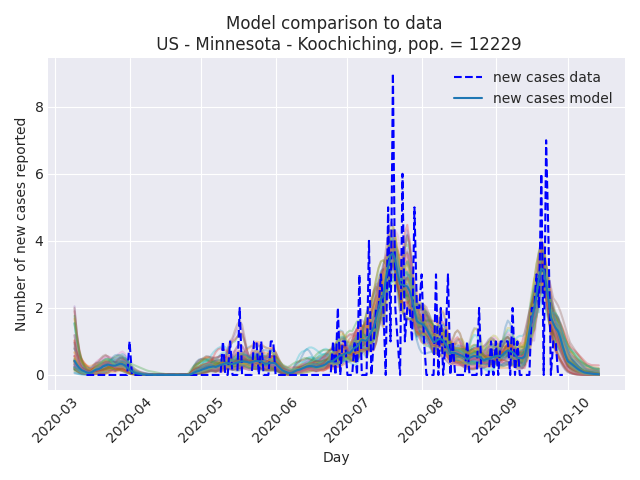 Model comparison to data
US - Minnesota - Koochiching, pop. = 12229
new cases data
new cases model
Number of new cases reported
8
6
4
2
0
2020-03
2020-04
2020-05
2020-06
2020-07
2020-08
2020-09
2020-10
Day